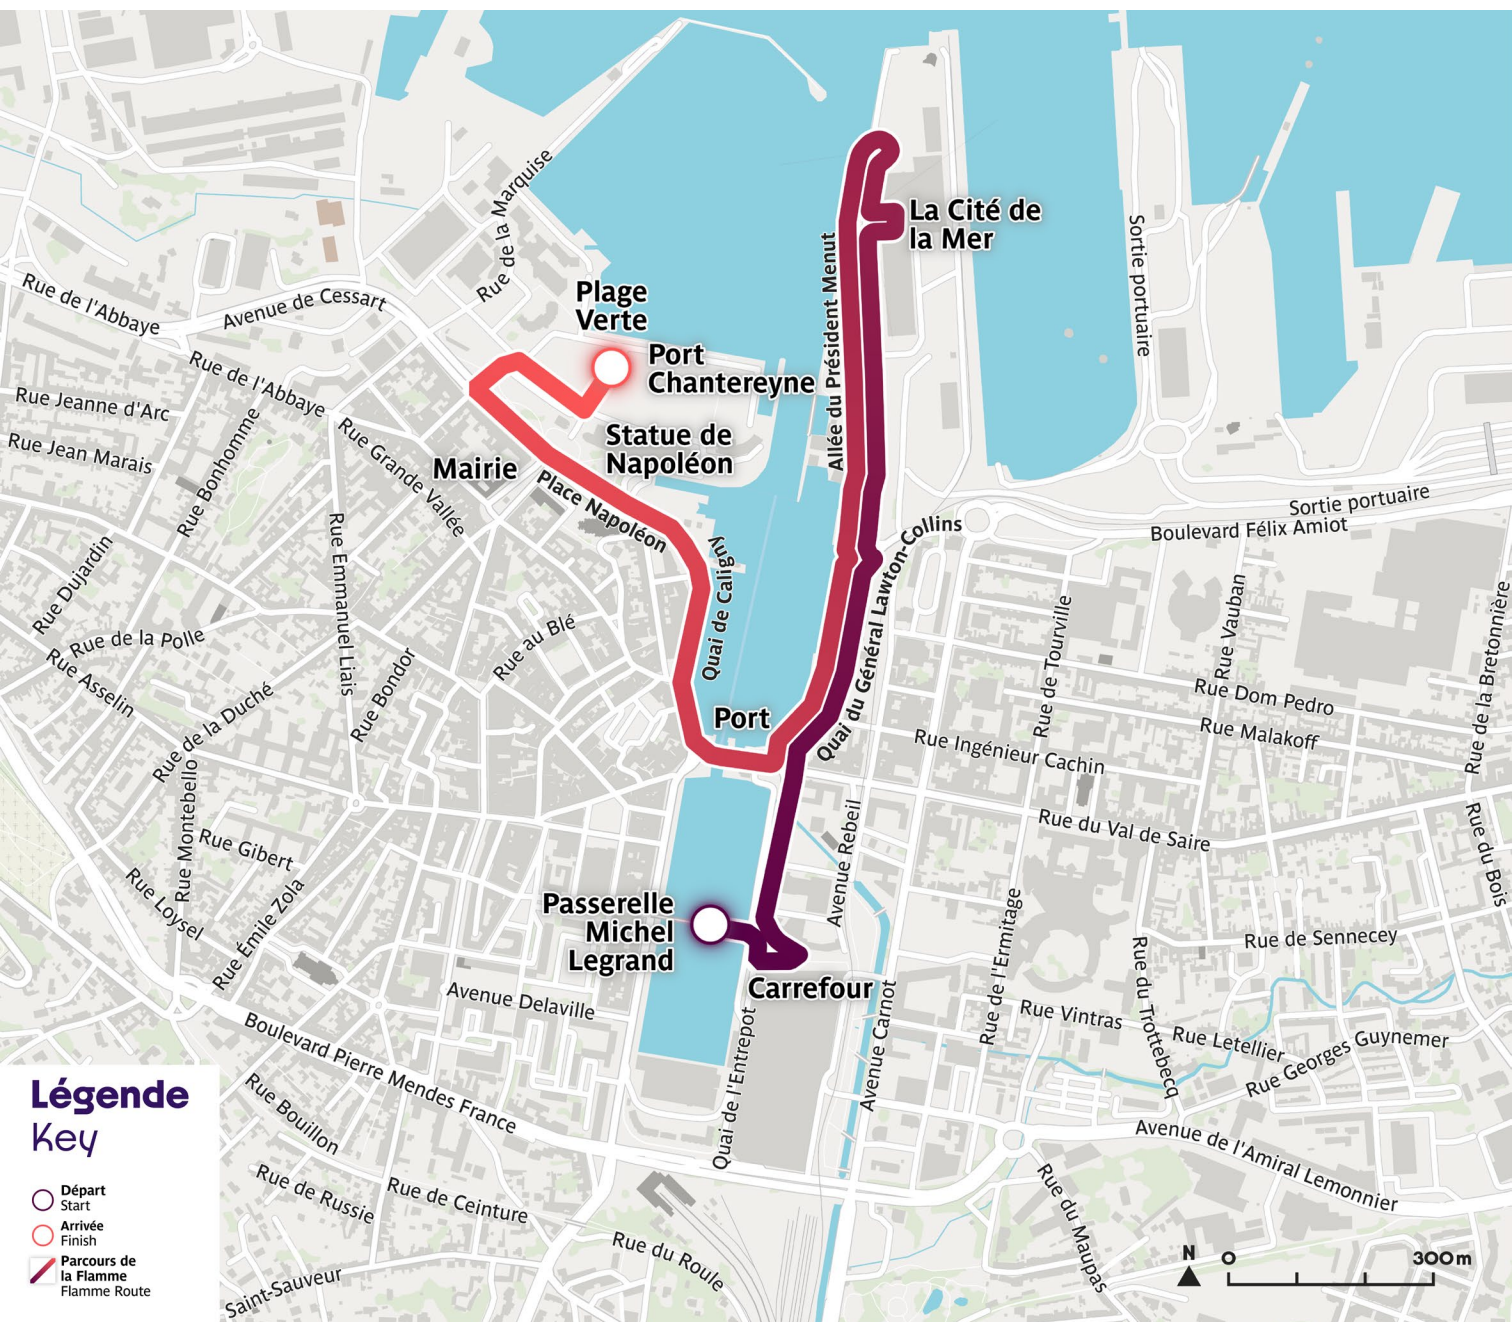 Rue de la Marquise
La Cité de
la Mer
Sortie portuaire
Rue de l'Abbaye
Avenue de Cessart
Plage
Verte
Port
Chantereyne
Allée du Président Menut
Rue de l'Abbaye
Rue Jeanne d'Arc
Rue Jean Marais
Rue Bonhomme
Rue Grande Vallée
Mairie
Statue de
Napoléon
Place Napoléon
Sortie portuaire
Boulevard Félix Amiot
Quai du Général Lawton-Collins
Quai de Caligny
Rue Dujardin
Rue Emmanuel Liais
Rue de la Polle
Rue Asselin
Rue au Blé
Rue Bondor
Rue de la Duché
Rue de Tourville
Rue Vauban
Rue de la Bretonnière
Rue Dom Pedro
Rue Malakoff
Port
Rue Ingénieur Cachin
Rue du Val de Saire
Rue du Bois
Rue Montebello
Rue Gibert
Rue Loysel
Rue Émile Zola
Avenue Rebeil
Passerelle
Michel
Legrand
Carrefour
Rue de l'Ermitage
Rue de Sennecey
Rue du Trottebecq
Avenue Delaville
Avenue Carnot
Rue Vintras
Rue Letellier
Rue Georges Guynemer
Boulevard Pierre Mendes France
Quai de l'Entrepot
Rue Bouillon
Avenue de l'Amiral Lemonnier
Rue de Russie
Rue de Ceinture
Rue du Maupas
Rue du Roule
Saint-Sauveur
Légende
Key
Départ
Start
Arrivée
Finish
Parcours de
la Flamme
Flamme Route
N
0 300m